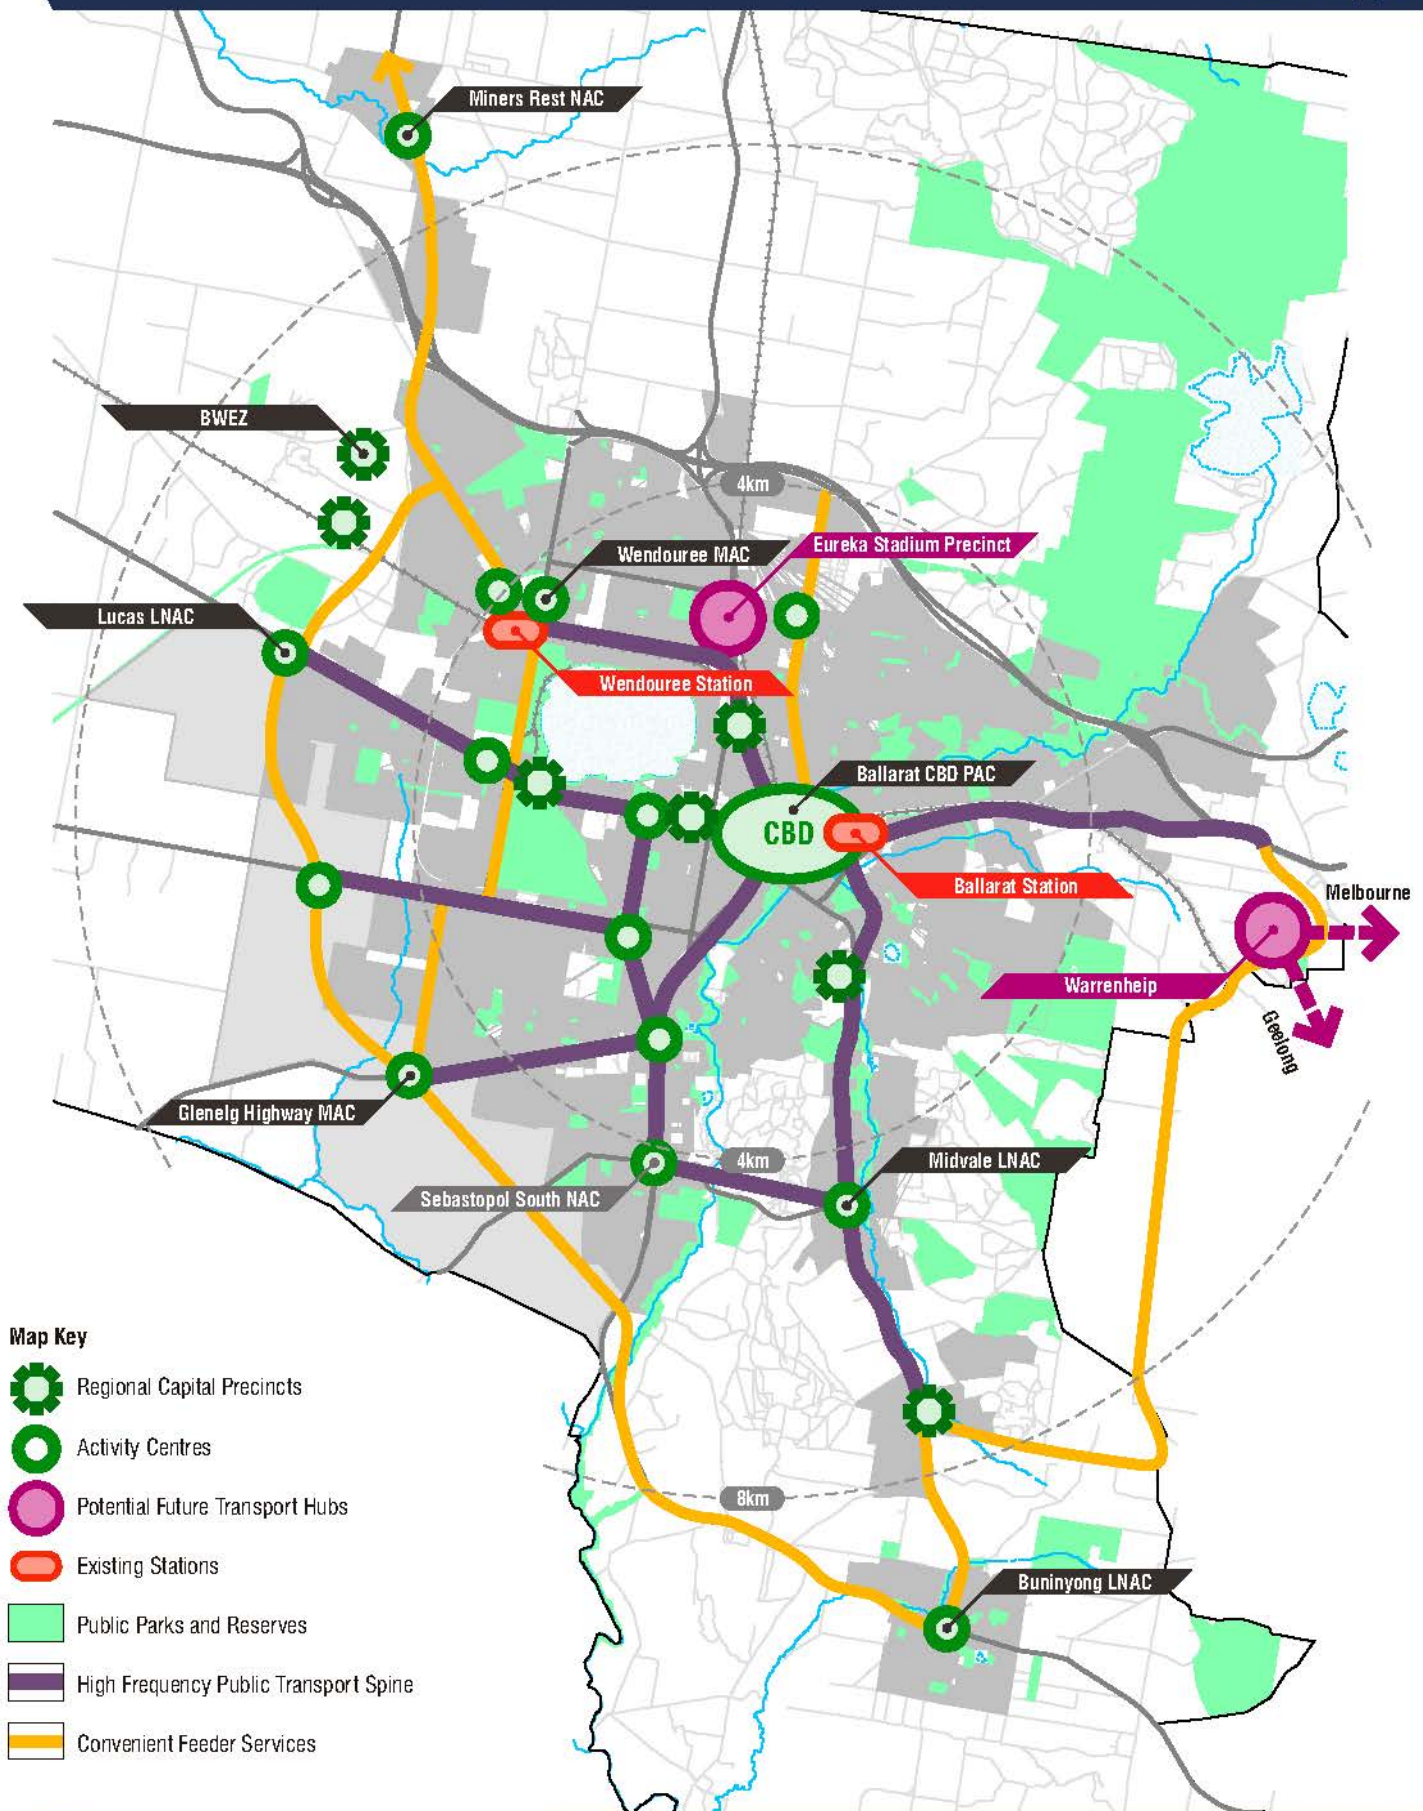 Miners Rest NAC
BWEZ
4km
Eureka Stadium Precinct
Wendouree MAC
Lucas LNAC
Wendouree Station
Ballarat CBD PAC
CBD
Ballarat Station
Melbourne
Warrenheip
Geelong
Glenelg Highway MAC
4km
Midvale LNAC
Sebastopol South NAC
Map Key
Regional Capital Precincts
Activity Centres
8km
Potential Future Transport Hubs
Existing Stations
Buninyong LNAC
Public Parks and Reserves
High Frequency Public Transport Spine
Convenient Feeder Services